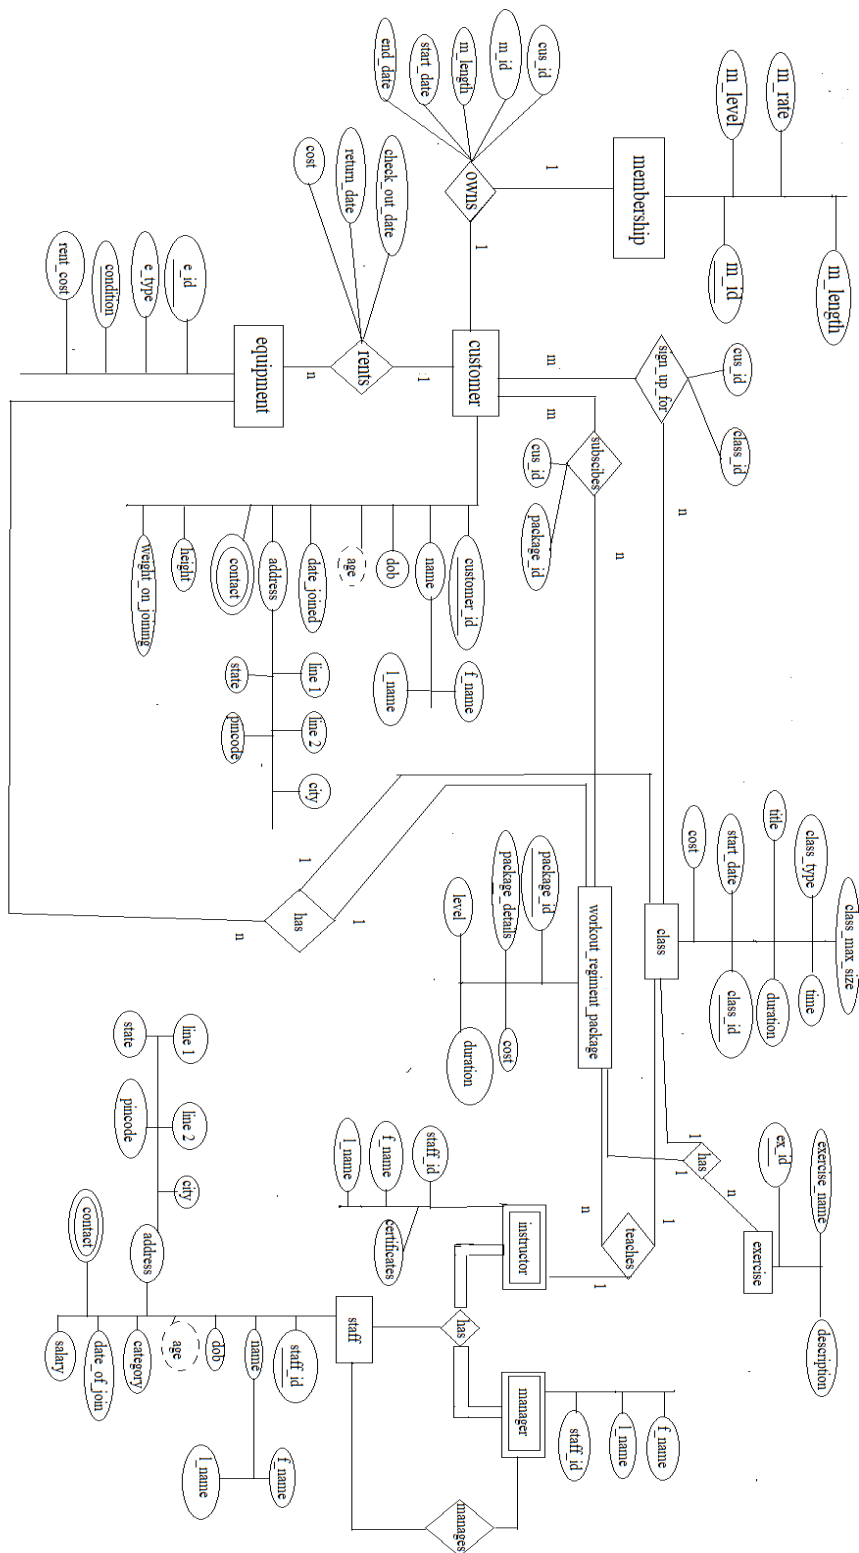 cus_id
m_id
m_length
start_date
end_date
owns
1
1
membership
m_rate
m_level
m_id
m_length
check_out_date
return_date
cost
rents
1
n
customer
equipment
e_id
e_type
condition
rent_cost
sign_up_for
m
n
cus_id
class_id
subscibes
m
n
cus_id
package_id
customer_id
name
f_name
l_name
dob
age
date_joined
address
line 1
line 2
city
state
pincode
contact
height
weight_on_joining
has
1
1
n
class
class_max_size
class_type
title
start_date
cost
time
duration
class_id
workout_regiment_package
package_id
package_details
level
cost
duration
has
1
1
n
exercise
exercise_name
ex_id
description
teaches
1
n
1
instructor
staff_id
f_name
l_name
certificates
has
manager
f_name
l_name
staff_id
staff
staff_id
name
f_name
l_name
dob
age
category
address
line 1
line 2
city
state
pincode
contact
date_of_join
salary
manages